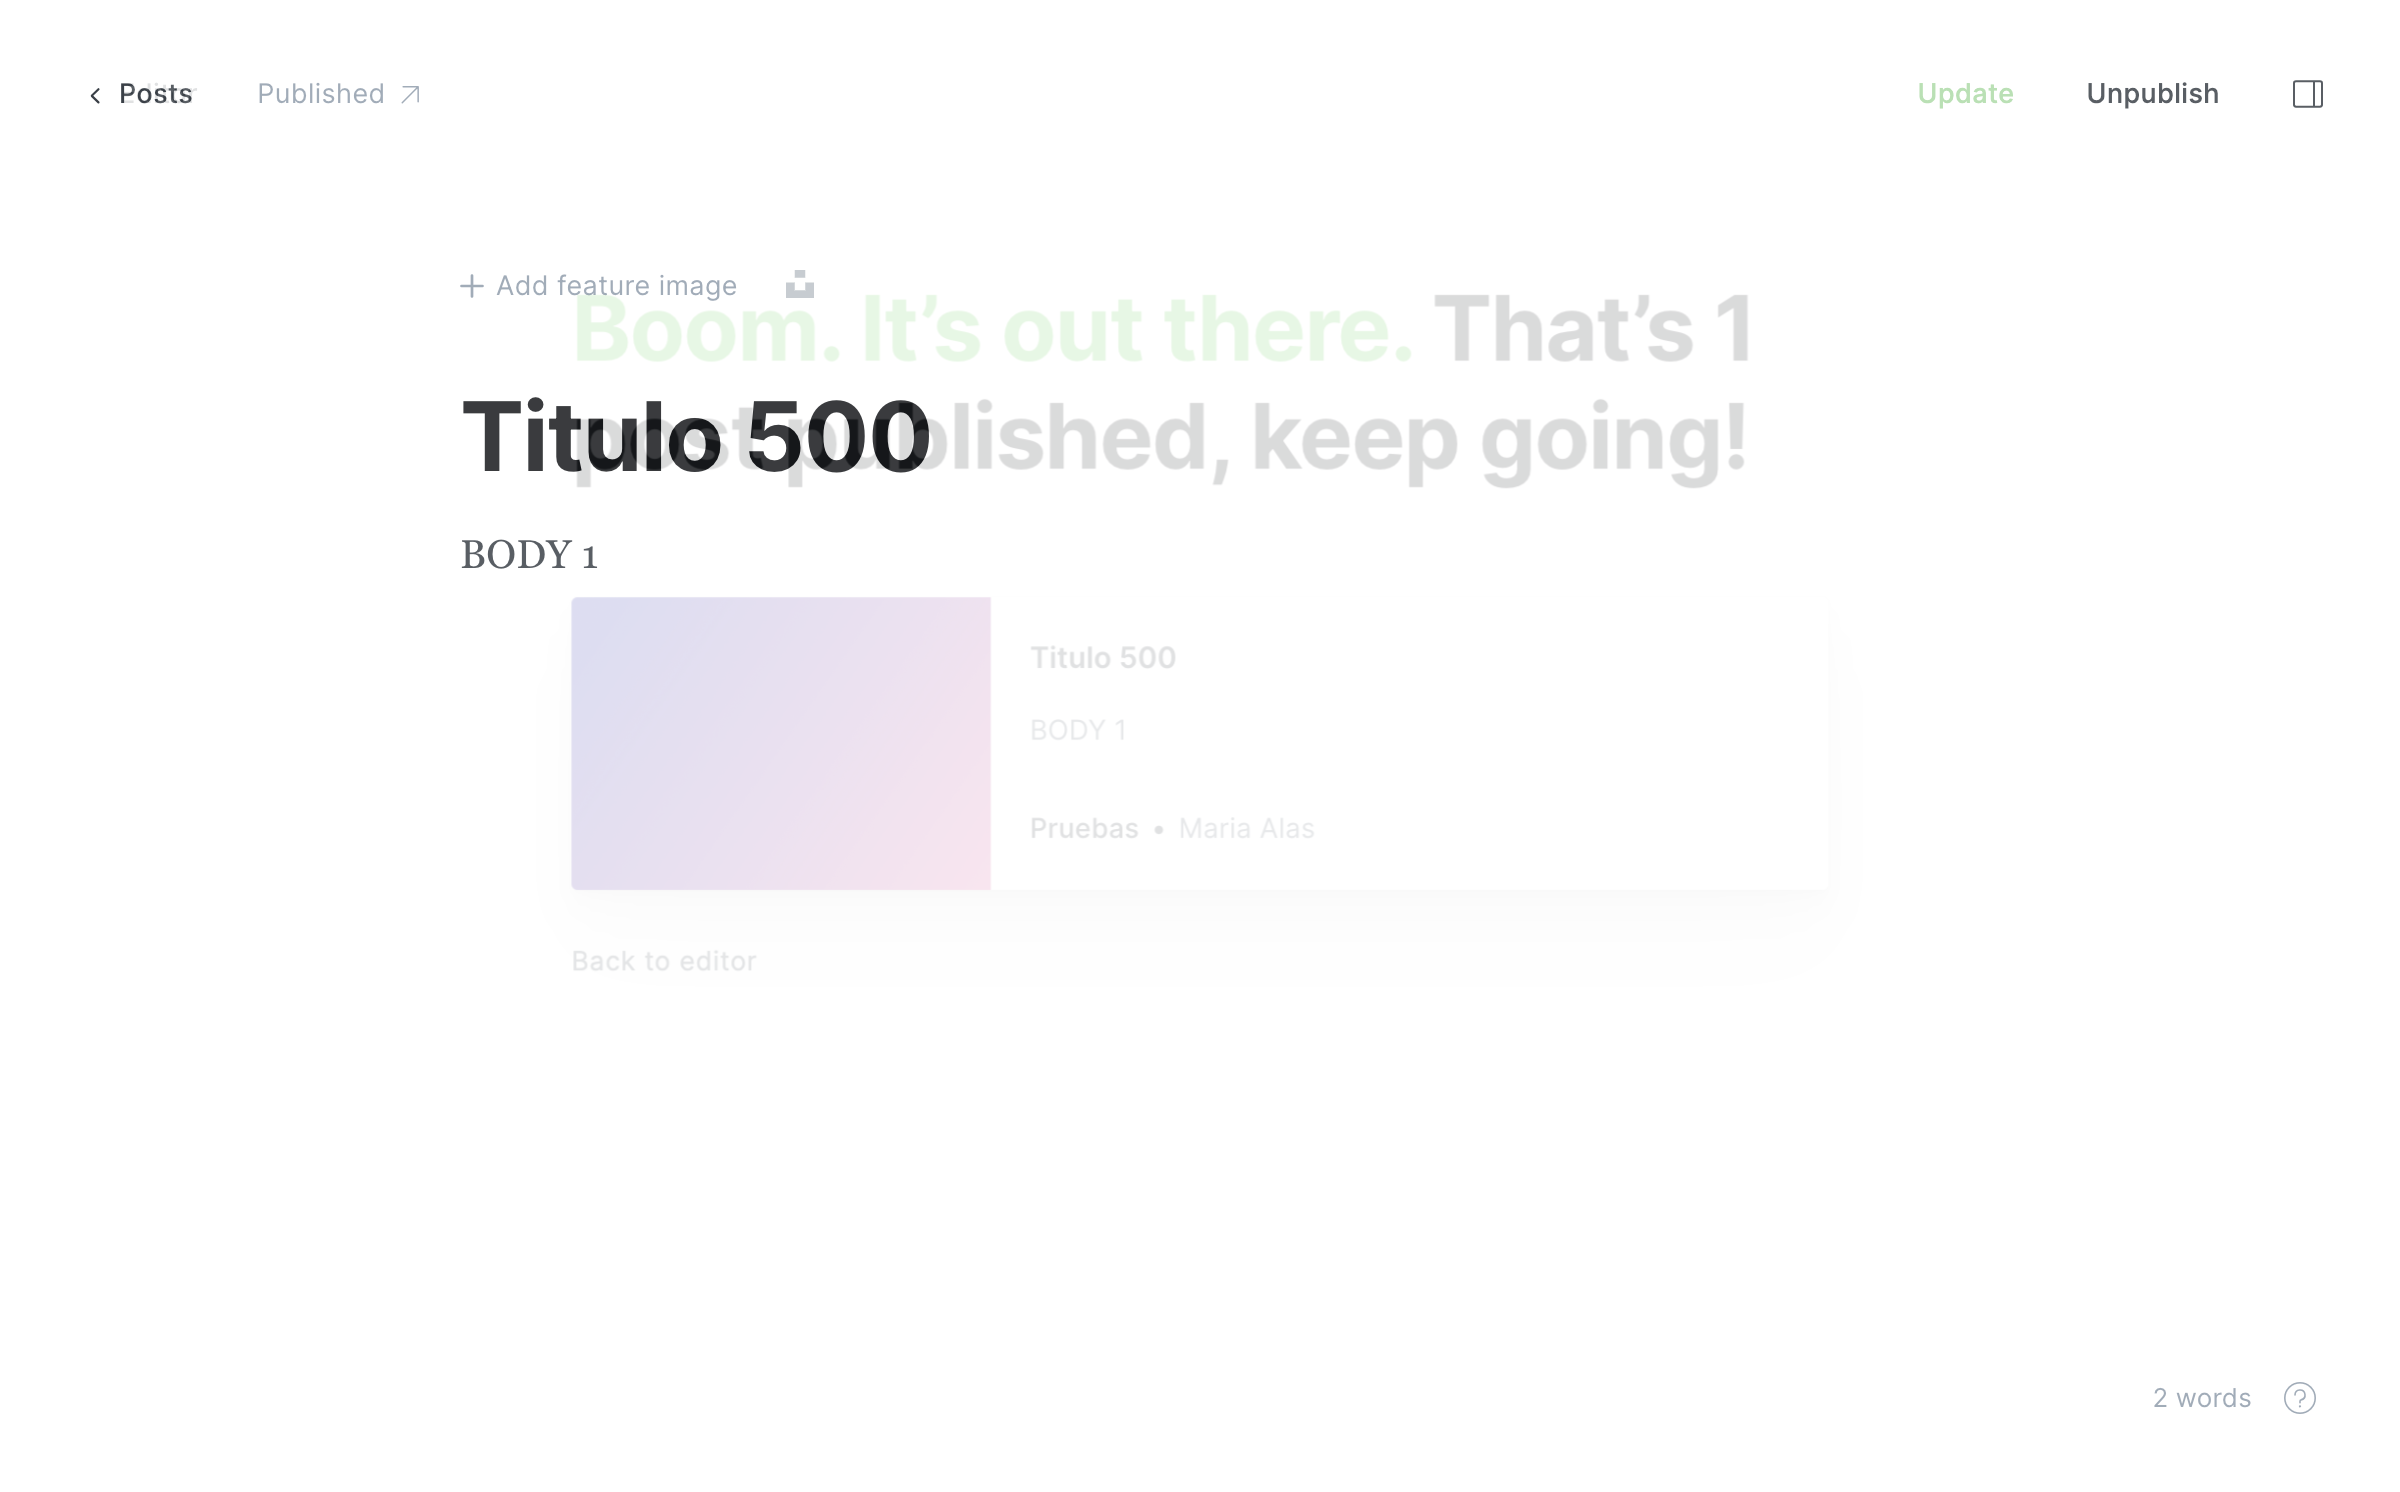 Posts
Published
Update
Unpublish
Add feature image
Boom. It’s out there. That’s 1
post published, keep going!
Titulo 500
BODY 1
Titulo 500
BODY 1
Pruebas • Maria Alas
Back to editor
2 words
?